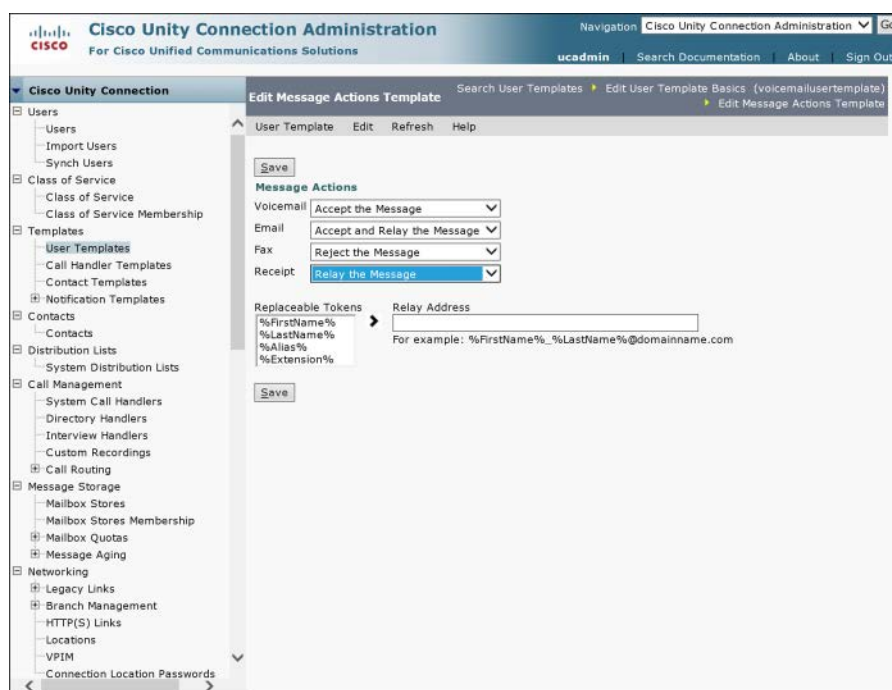 Cisco Unity Connection Administration
For Cisco Unified Communications Solutions
CISCO
Navigation Cisco Unity Connection Administration
ucadmin | Search Documentation | About | Sign Out
Cisco Unity Connection
Users
Users
Import Users
Synch Users
Class of Service
Class of Service
Class of Service Membership
Templates
User Templates
Call Handler Templates
Contact Templates
Notification Templates
Contacts
Contacts
Distribution Lists
System Distribution Lists
Call Management
System Call Handlers
Directory Handlers
Interview Handlers
Custom Recordings
Call Routing
Message Storage
Mailbox Stores
Mailbox Stores Membership
Mailbox Quotas
Message Aging
Networking
Legacy Links
Branch Management
HTTP(S) Links
Locations
VPIM
Connection Location Passwords
Edit Message Actions Template
Search User Templates
Edit User Template Basics (voicemailusertemplate)
Edit Message Actions Template
User Template Edit Refresh Help
Save
Message Actions
Voicemail Accept the Message
Email Accept and Relay the Message
Fax Reject the Message
Receipt Relay the Message
Replaceable Tokens
%FirstName%
%LastName%
%Alias%
%Extension%
Relay Address
For example: %FirstName%_%LastName%@domainname.com
Save